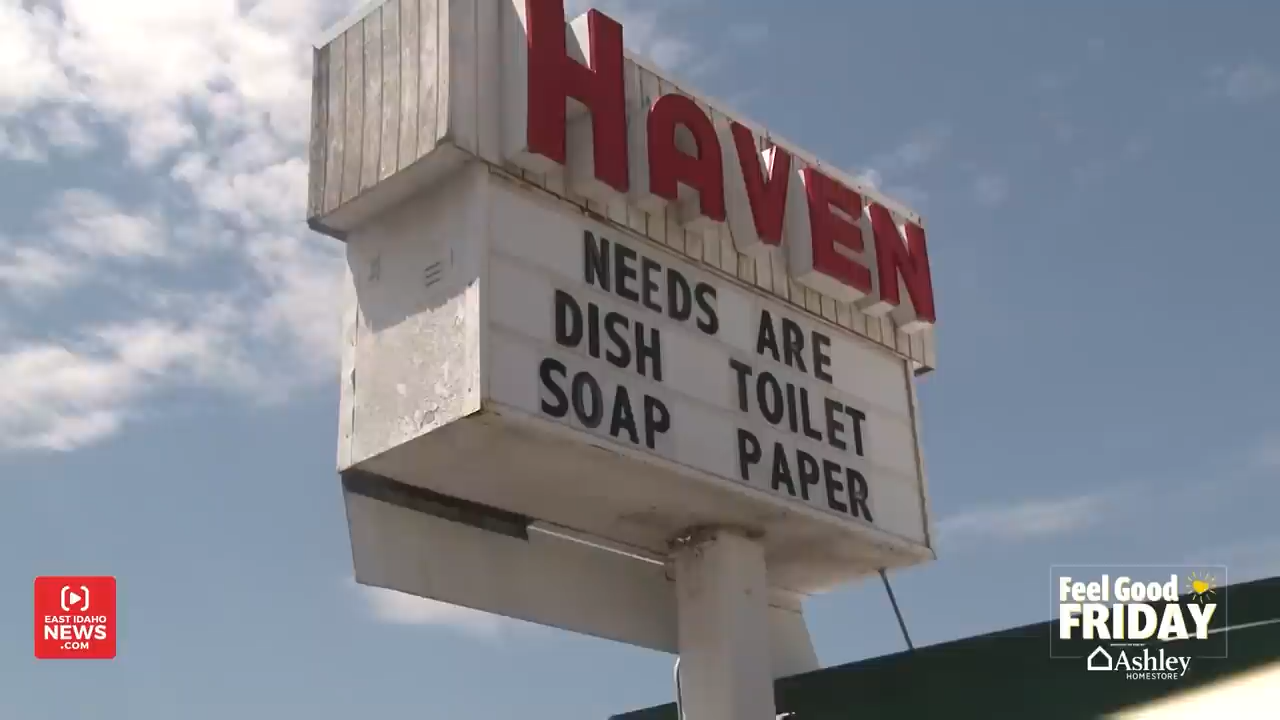 HAVEN
NEEDS ARE
DISH TOILET
SOAP PAPER
EAST IDAHO
NEWS
.COM
Feel Good
FRIDAY
Ashley
HOMESTORE